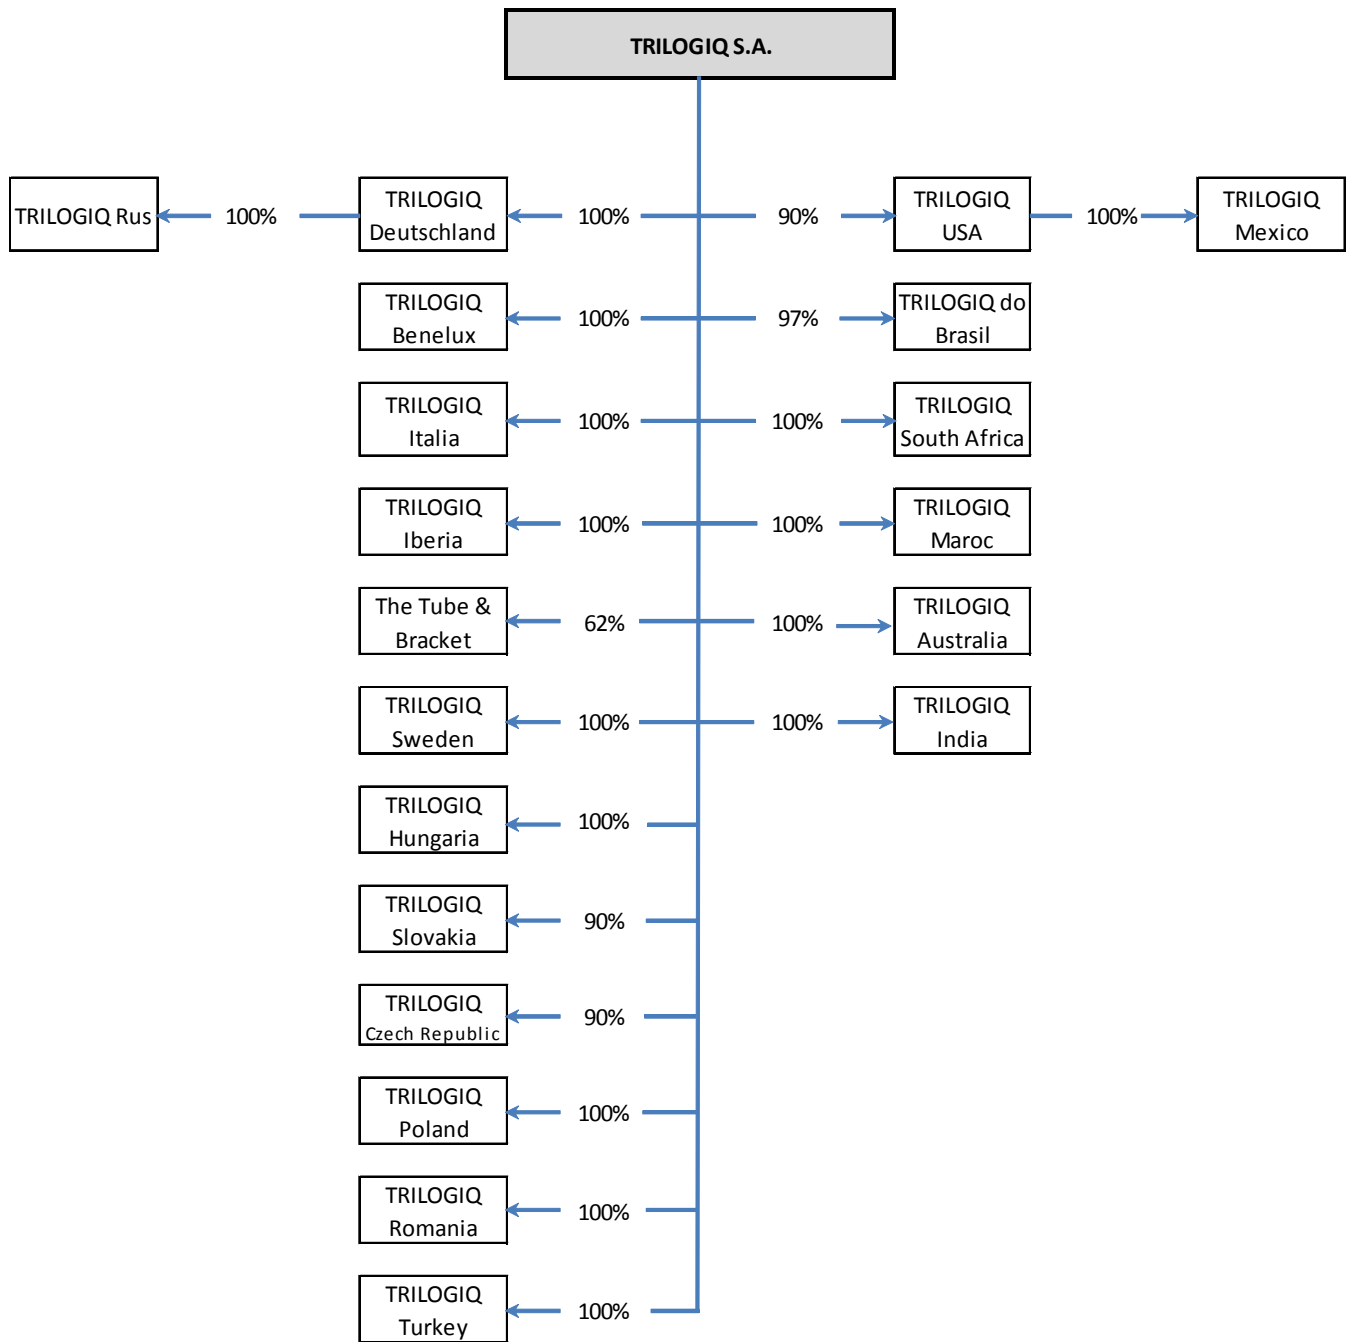 TRILOGIQ S.A.
TRILOGIQ Rus
100%
TRILOGIQ
Deutschland
100%
90%
TRILOGIQ
USA
100%
TRILOGIQ
Mexico
TRILOGIQ
Benelux
100%
97%
TRILOGIQ do
Brasil
TRILOGIQ
Italia
100%
100%
TRILOGIQ
South Africa
TRILOGIQ
Iberia
100%
100%
TRILOGIQ
Maroc
The Tube &
Bracket
62%
100%
TRILOGIQ
Australia
TRILOGIQ
Sweden
100%
100%
TRILOGIQ
India
TRILOGIQ
Hungaria
100%
TRILOGIQ
Slovakia
90%
TRILOGIQ
Czech Republic
90%
TRILOGIQ
Poland
100%
TRILOGIQ
Romania
100%
TRILOGIQ
Turkey
100%